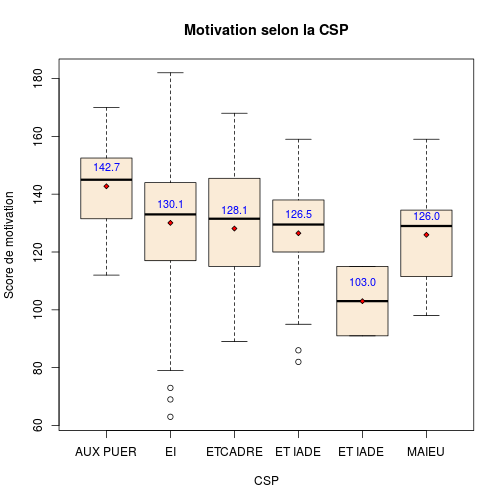 Motivation selon la CSP
Score de motivation
180
160
140
120
100
80
60
142.7
130.1
128.1
126.5
103.0
126.0
AUX PUER
EI
ETCADRE
ET IADE
ET IADE
MAIEU
CSP